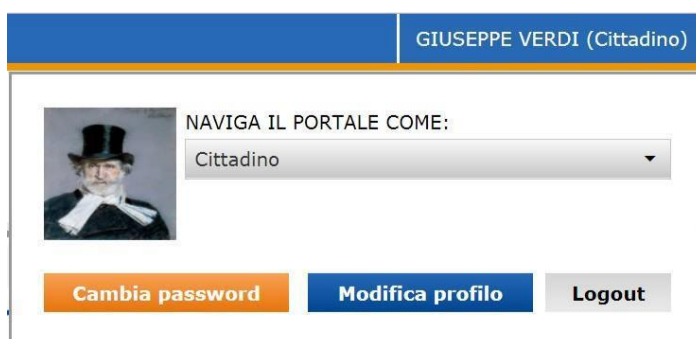 GIUSEPPE VERDI (Cittadino)
NAVIGA IL PORTALE COME:
Cittadino
Cambia password
Modifica profilo
Logout